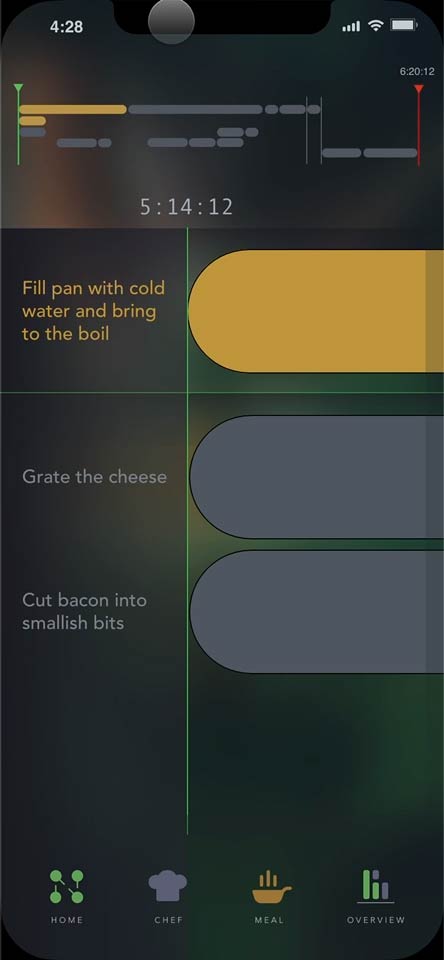 4:28
6:20:12
5:14:12
Fill pan with cold
water and bring
to the boil
Grate the cheese
Cut bacon into
smallish bits
HOME
CHEF
MEAL
OVERVIEW